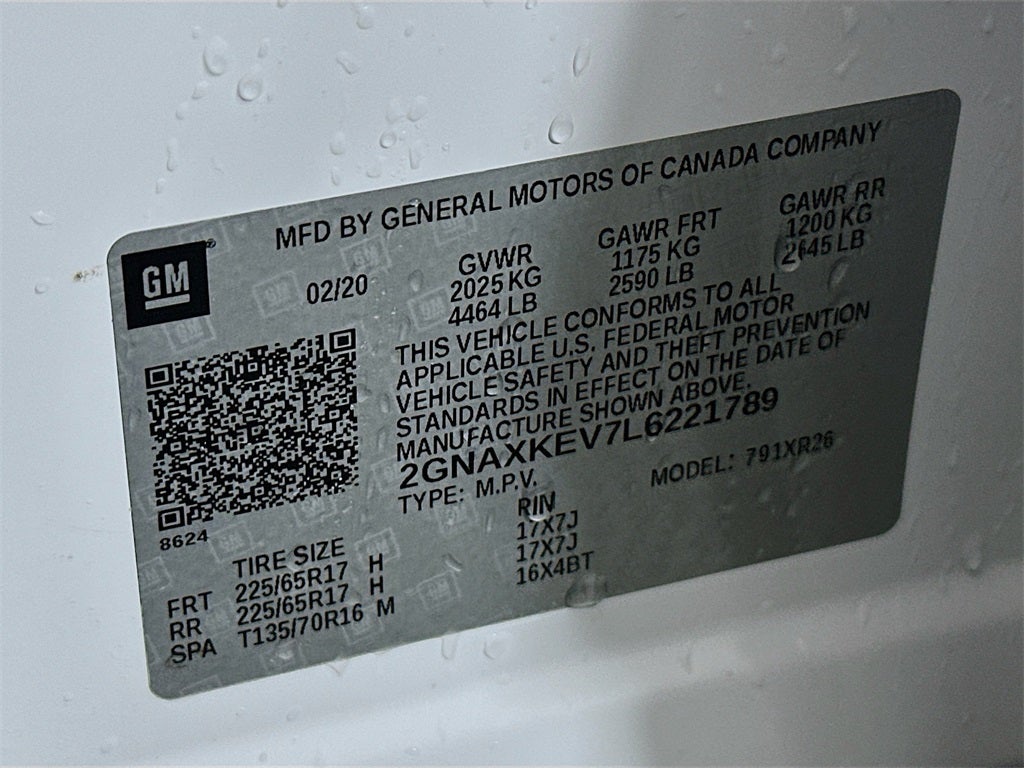 MFD BY GENERAL MOTORS OF CANADA COMPANY
GM
02/20
GVWR
2025 KG
4464 LB
GAWR FRT
1175 KG
2590 LB
GAWR RR
1200 KG
2645 LB
THIS VEHICLE CONFORMS TO ALL
APPLICABLE U.S. FEDERAL MOTOR
VEHICLE SAFETY AND THEFT PREVENTION
STANDARDS IN EFFECT ON THE DATE OF
MANUFACTURE SHOWN ABOVE.
2GNAXKEV7L6221789
TYPE: M.P.V. MODEL: 791XR26
8624
TIRE SIZE RIN
FRT 225/65R17 H 17X7J
RR 225/65R17 H 17X7J
SPA T135/70R16 M 16X4BT